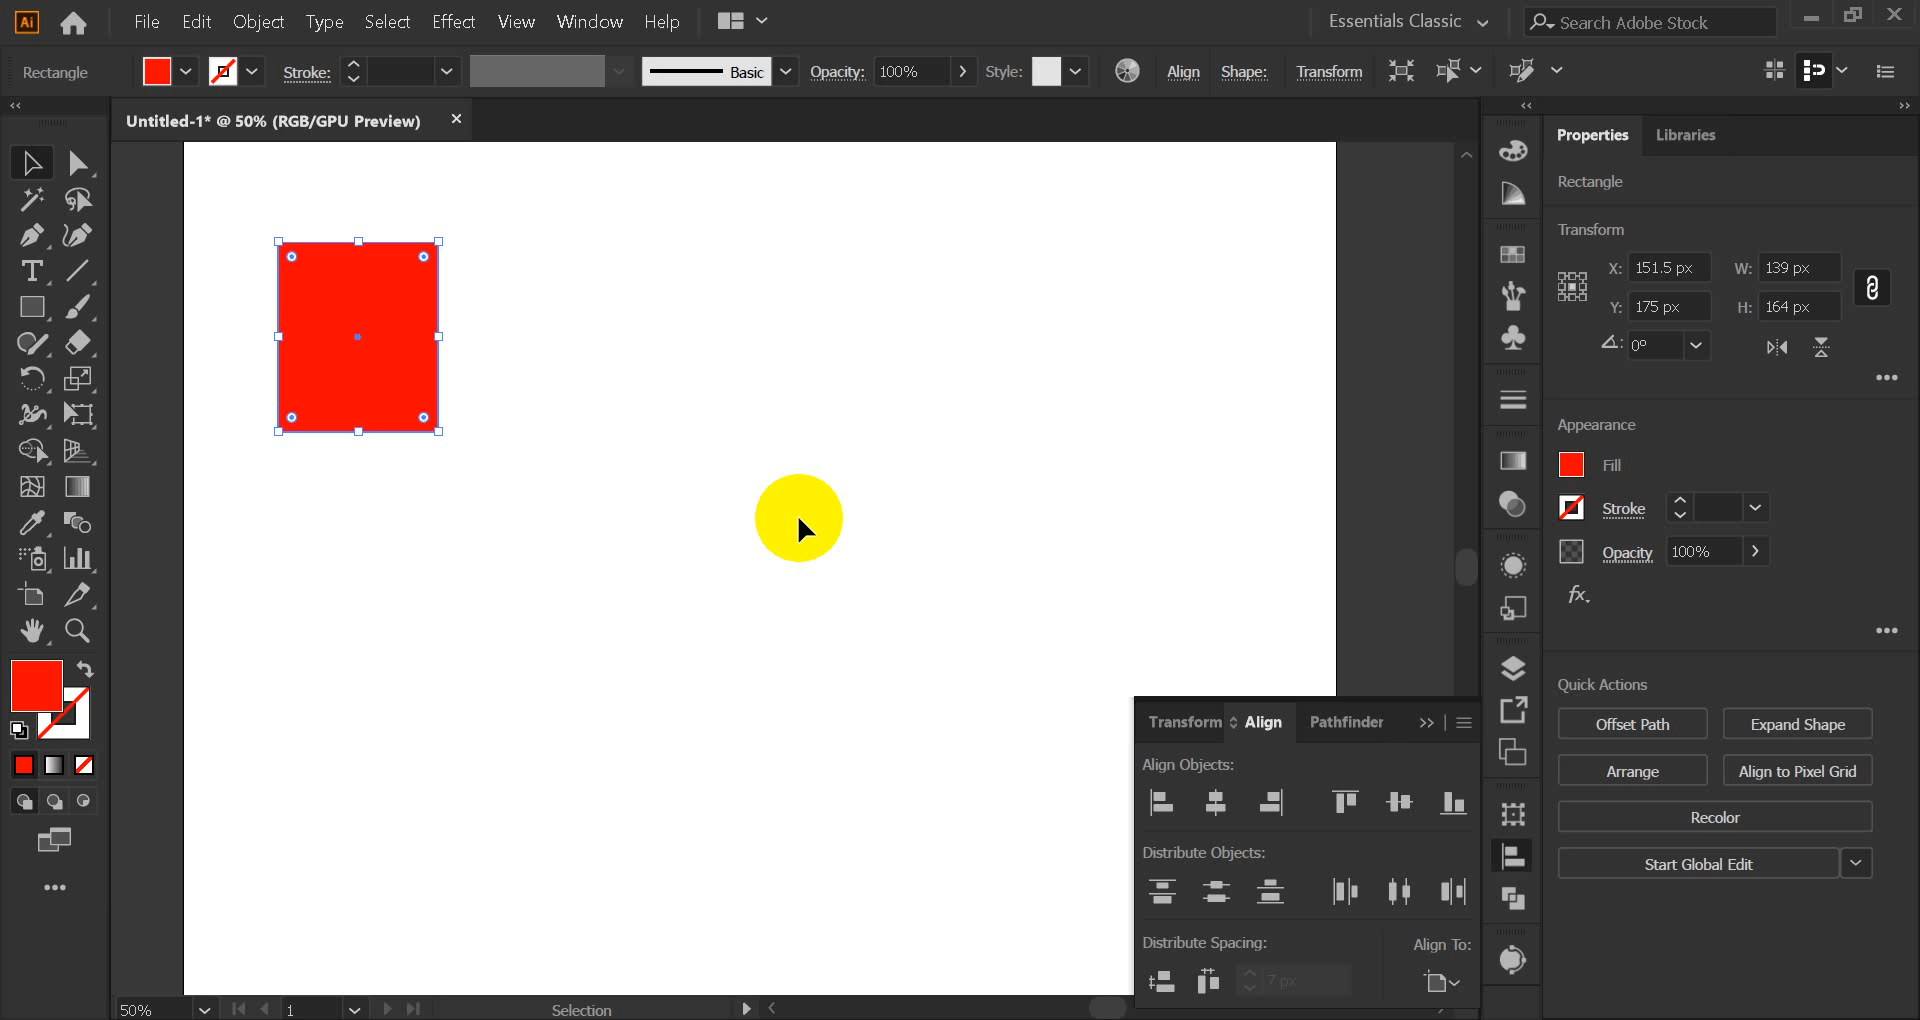 Ai File Edit Object Type Select Effect View Window Help Essentials Classic Search Adobe Stock
Rectangle Stroke: Basic Opacity: 100% Style: Align Shape: Transform
Untitled-1* @ 50% (RGB/GPU Preview)
Properties Libraries
Rectangle
Transform
X: 151.5 px W: 139 px
Y: 175 px H: 164 px
0°
Appearance
Fill
Stroke
Opacity 100%
fx.
Quick Actions
Offset Path Expand Shape
Arrange Align to Pixel Grid
Recolor
Start Global Edit
Transform Align Pathfinder
Align Objects:
Distribute Objects:
Distribute Spacing: Align To:
7 px
50% 1 Selection